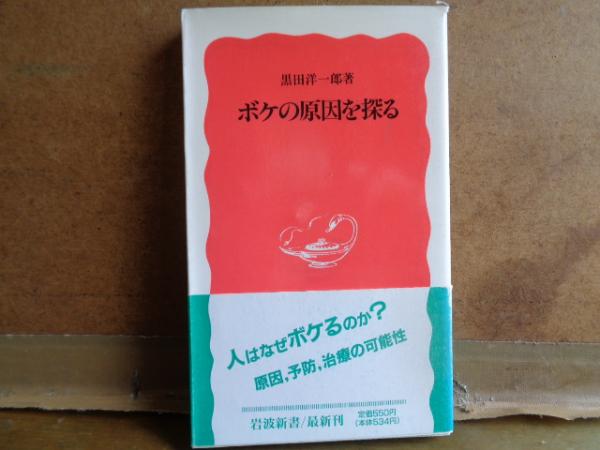 黒田洋一郎著
ボケの原因を探る
人はなぜボケるのか?
原因,予防,治療の可能性
岩波新書/最新刊
定価550円
(本体534円)